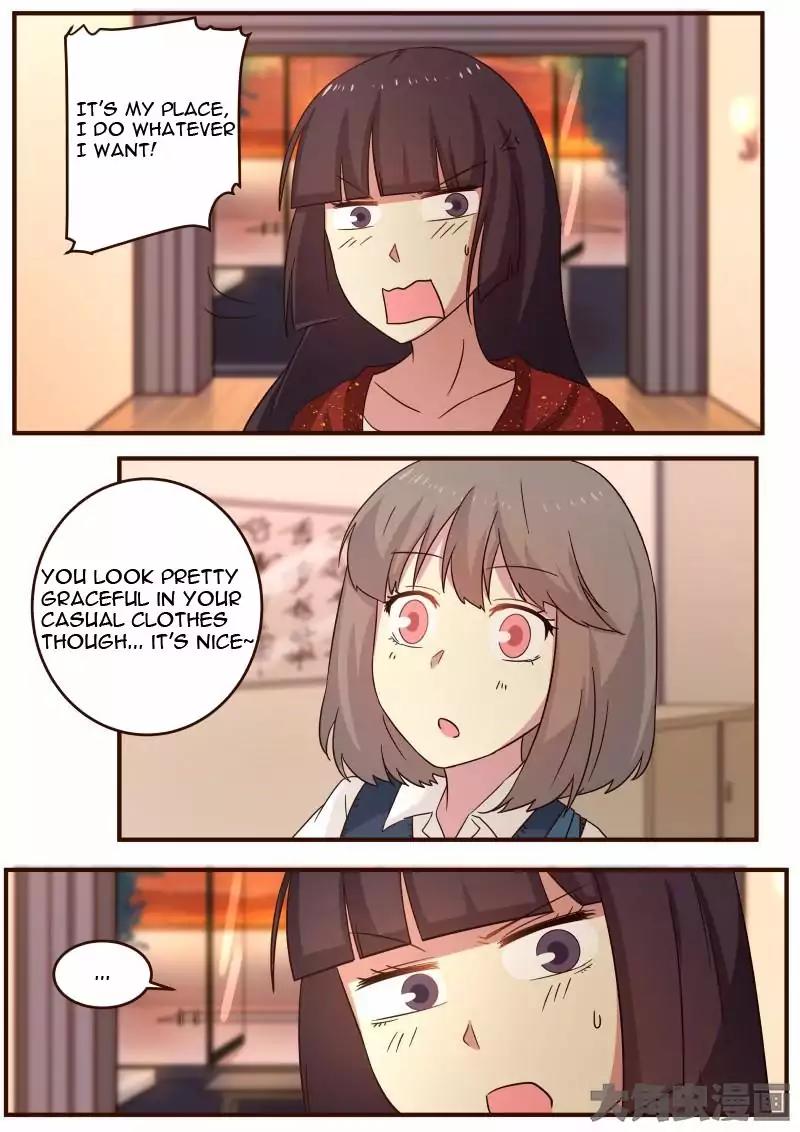 IT'S MY PLACE,
I DO WHATEVER
I WANT!
YOU LOOK PRETTY
GRACEFUL IN YOUR
CASUAL CLOTHES
THOUGH... IT'S NICE~
...
大角虫漫画